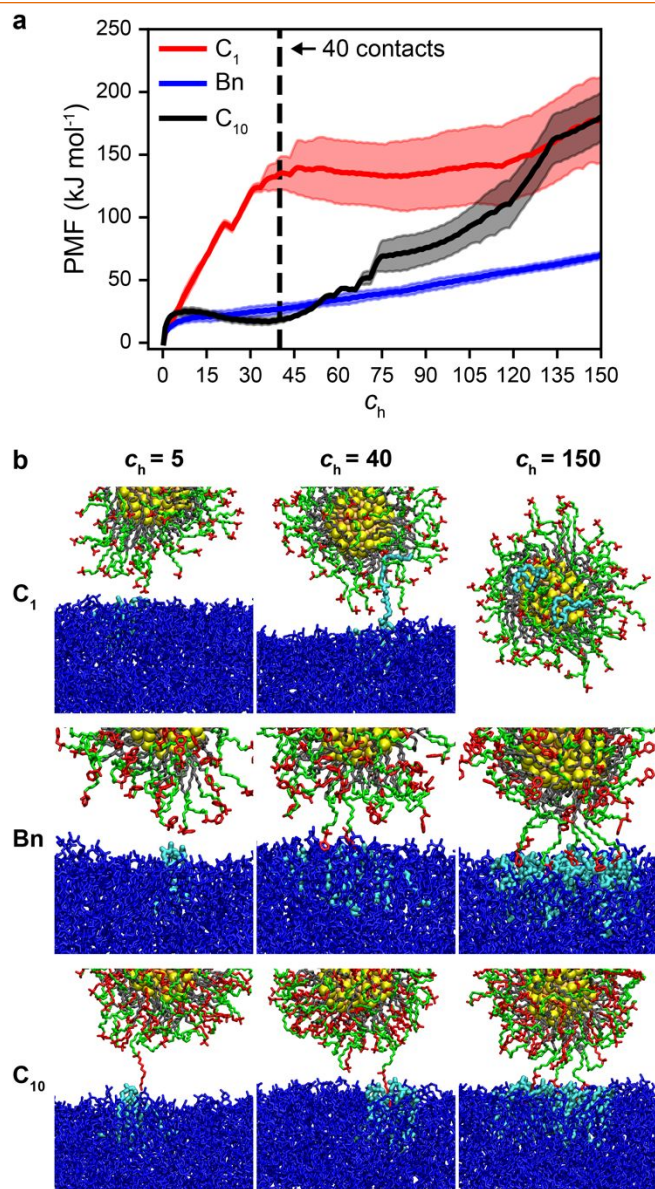 a
250
200
150
100
50
0
PMF (kJ mol⁻¹)
C₁
Bn
C₁₀
← 40 contacts
0 15 30 45 60 75 90 105 120 135 150
cₕ
b
cₕ = 5 cₕ = 40 cₕ = 150
C₁
Bn
C₁₀